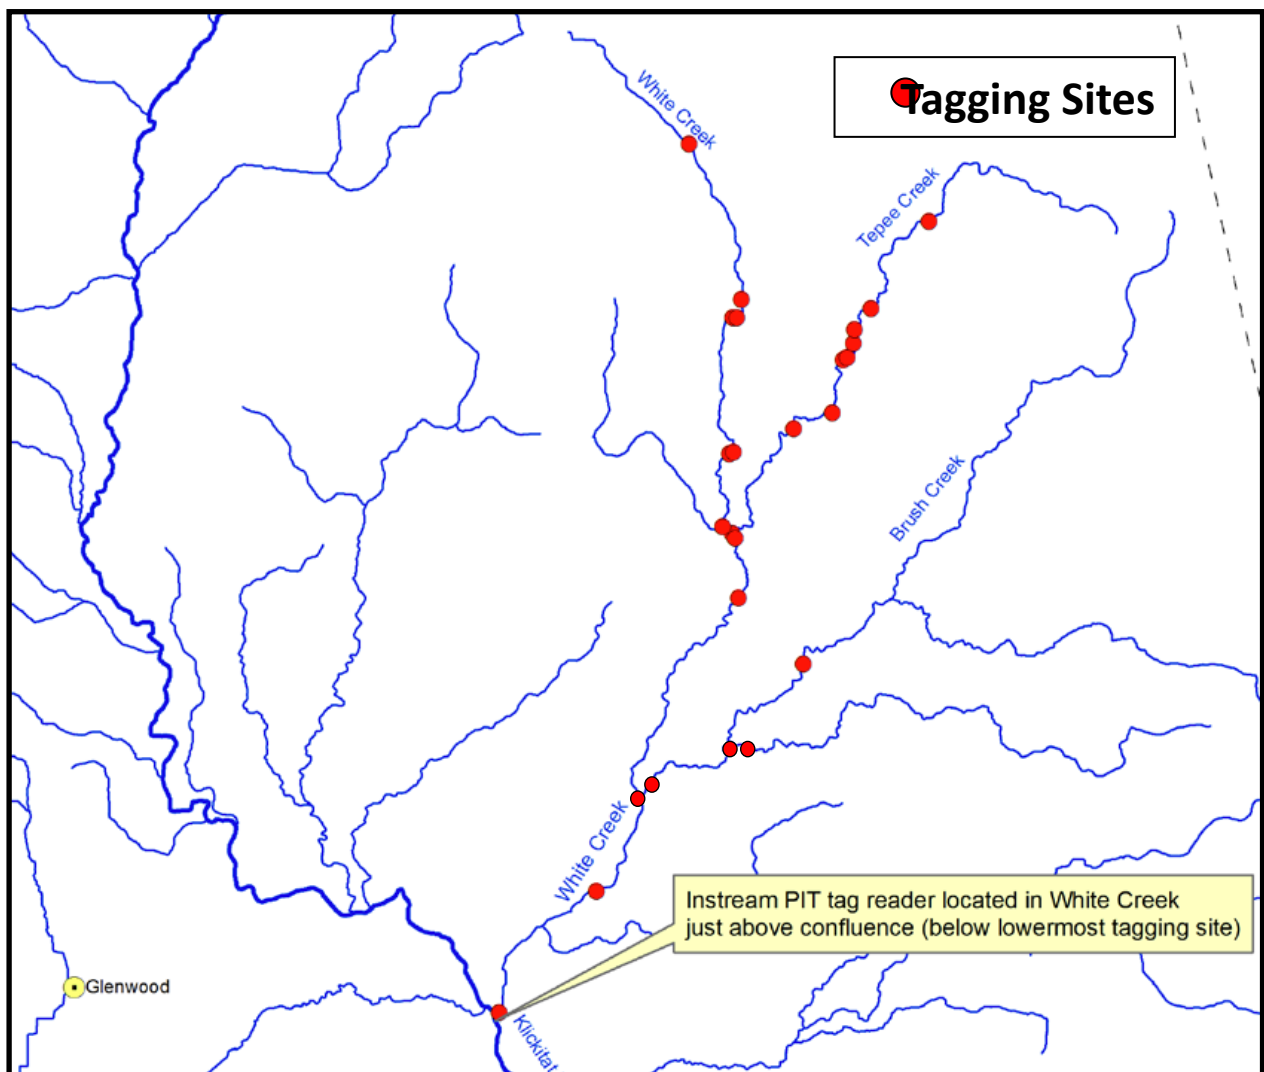 White Creek
Tagging Sites
Tepee Creek
Brush Creek
White Creek
Instream PIT tag reader located in White Creek
just above confluence (below lowermost tagging site)
Glenwood
Klickitat